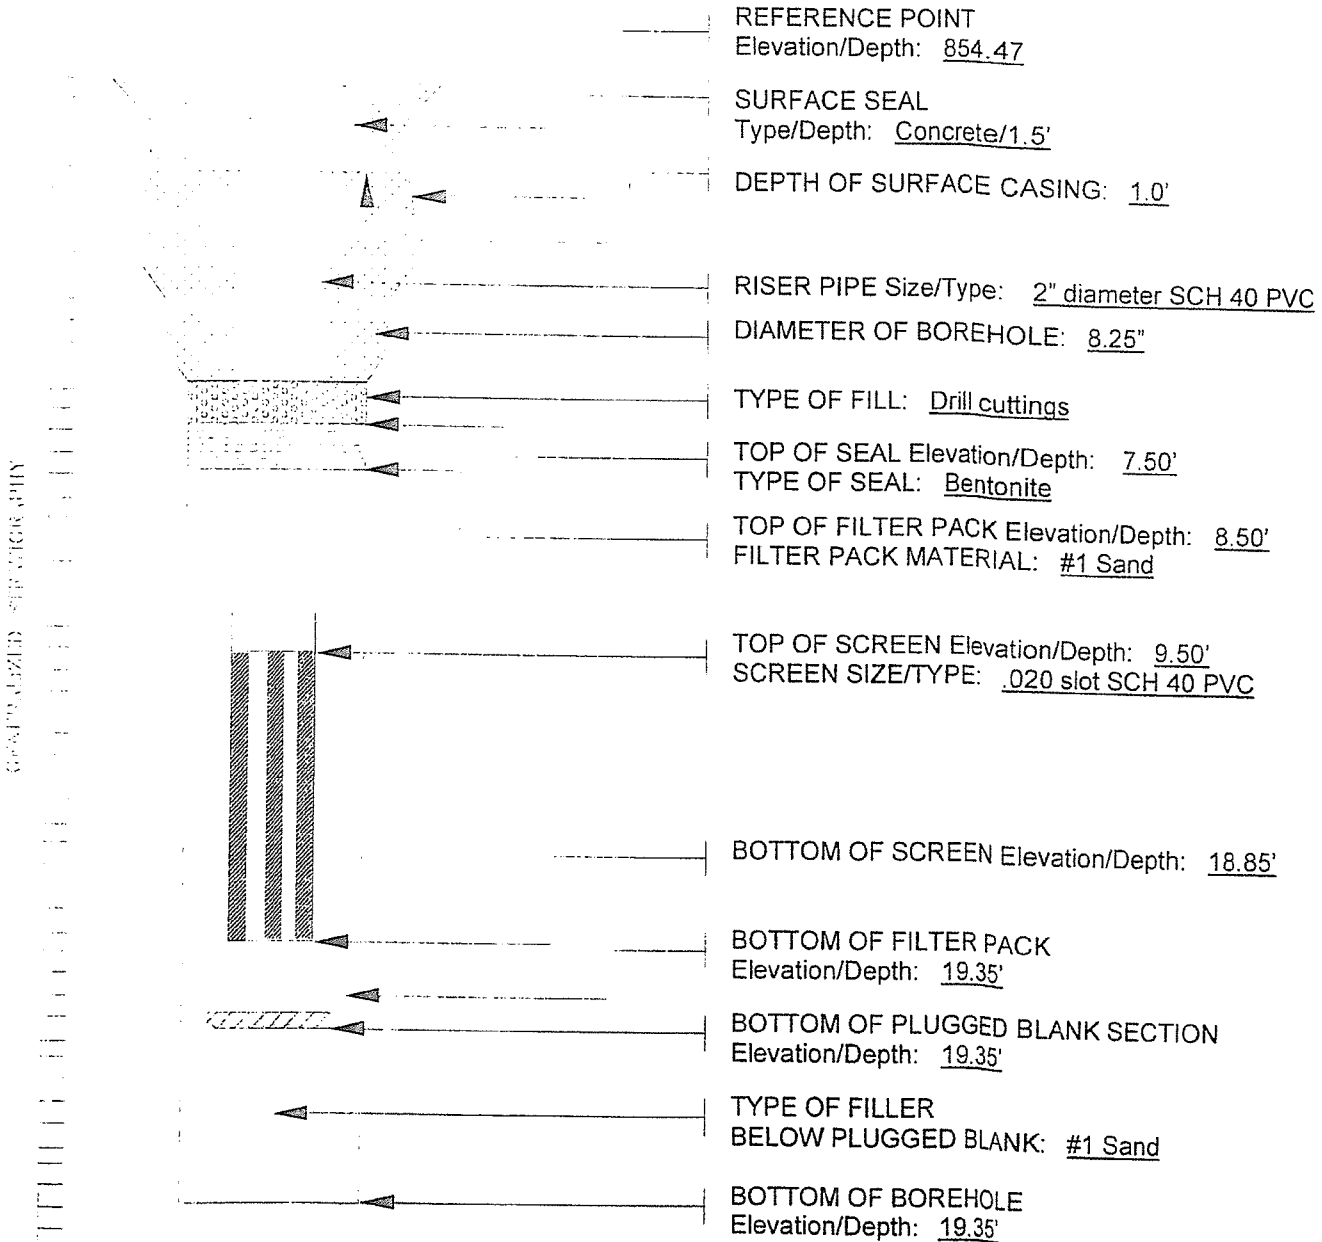 REFERENCE POINT
Elevation/Depth: 854.47
SURFACE SEAL
Type/Depth: Concrete/1.5'
DEPTH OF SURFACE CASING: 1.0'
RISER PIPE Size/Type: 2" diameter SCH 40 PVC
DIAMETER OF BOREHOLE: 8.25"
TYPE OF FILL: Drill cuttings
TOP OF SEAL Elevation/Depth: 7.50'
TYPE OF SEAL: Bentonite
TOP OF FILTER PACK Elevation/Depth: 8.50'
FILTER PACK MATERIAL: #1 Sand
TOP OF SCREEN Elevation/Depth: 9.50'
SCREEN SIZE/TYPE: .020 slot SCH 40 PVC
BOTTOM OF SCREEN Elevation/Depth: 18.85'
BOTTOM OF FILTER PACK
Elevation/Depth: 19.35'
BOTTOM OF PLUGGED BLANK SECTION
Elevation/Depth: 19.35'
TYPE OF FILLER
BELOW PLUGGED BLANK: #1 Sand
BOTTOM OF BOREHOLE
Elevation/Depth: 19.35'